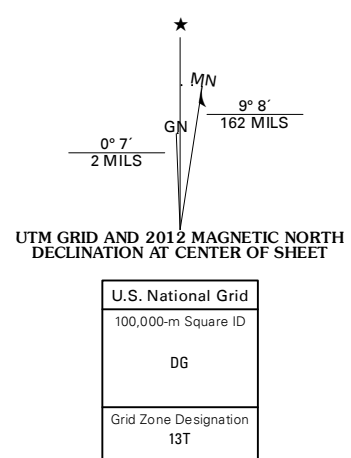 ★
MN
GN
9° 8´
162 MILS
0° 7´
2 MILS
UTM GRID AND 2012 MAGNETIC NORTH
DECLINATION AT CENTER OF SHEET
U.S. National Grid
100,000-m Square ID
DG
Grid Zone Designation
13T